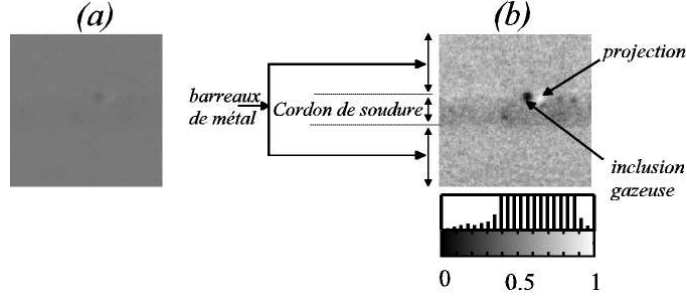 (a)
(b)
barreaux
de métal
Cordon de soudure
projection
inclusion
gazeuse
0 0.5 1